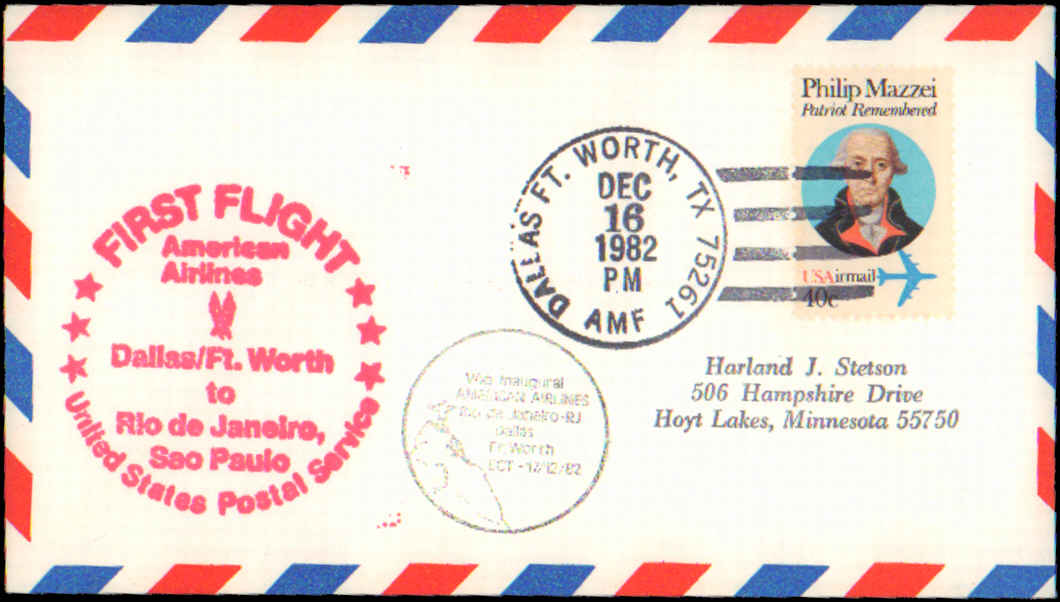 FIRST FLIGHT
American
Airlines
Dallas/Ft. Worth
to
Rio de Janeiro,
Sao Paulo
United States Postal Service
DALLAS FT. WORTH, TX 75261
DEC
16
1982
PM
AMF
Philip Mazzei
Patriot Remembered
USAirmail
40c
Inaugural
AMERICAN AIRLINES
Rio de Janeiro-RJ
Dallas
Ft. Worth
ECT - 17/12/82
Harland J. Stetson
506 Hampshire Drive
Hoyt Lakes, Minnesota 55750